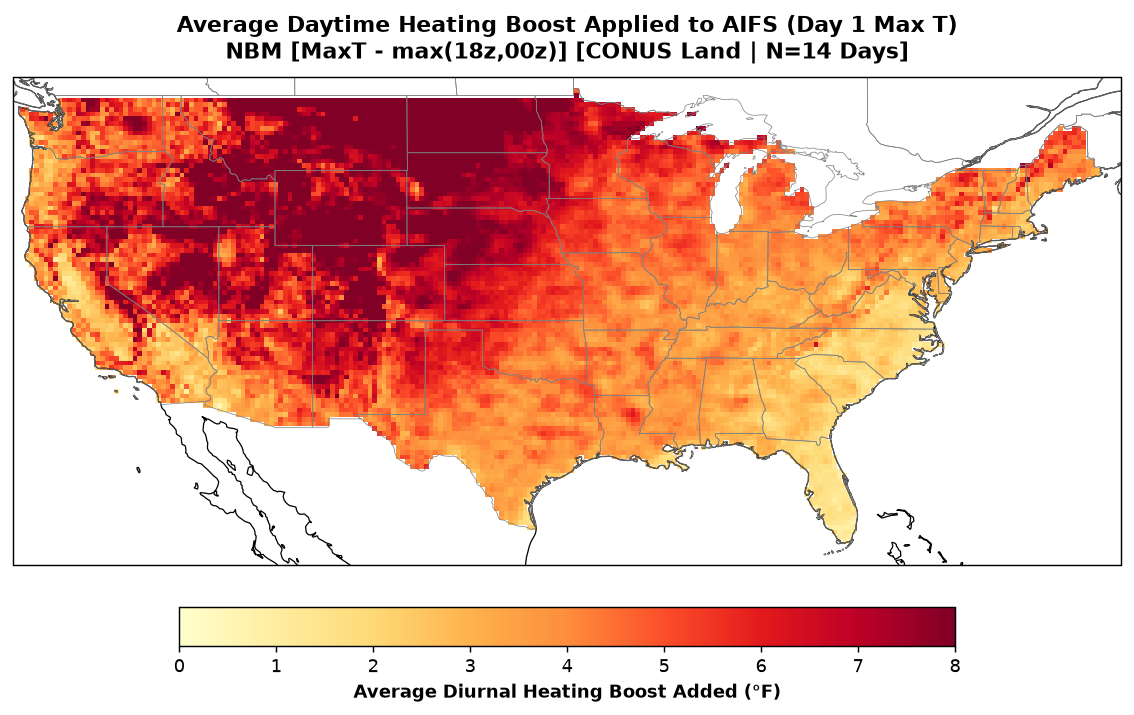 Average Daytime Heating Boost Applied to AIFS (Day 1 Max T)
NBM [MaxT - max(18z,00z)] [CONUS Land | N=14 Days]
0 1 2 3 4 5 6 7 8
Average Diurnal Heating Boost Added (°F)